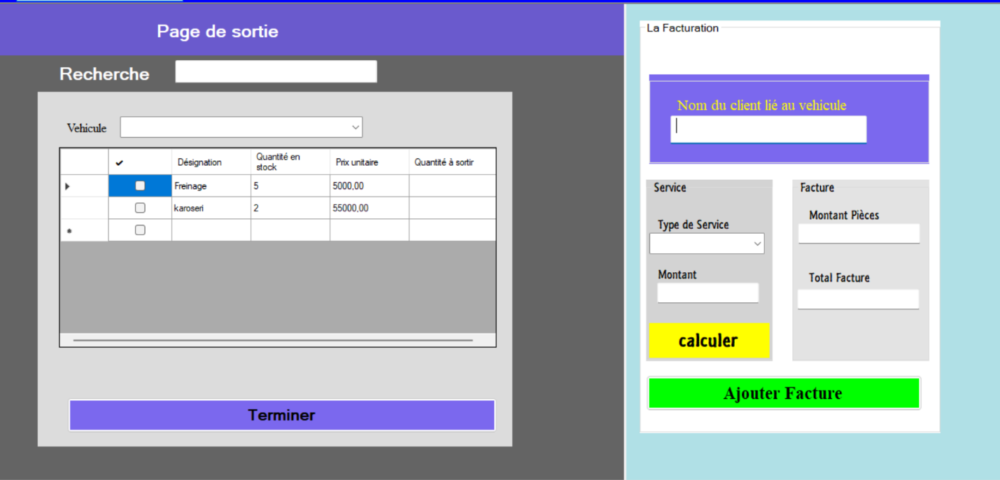 Page de sortie
Recherche
Vehicule
✔ Désignation Quantité en stock Prix unitaire Quantité à sortir
Freinage 5 5000,00
karoseri 2 55000,00
Terminer
La Facturation
Nom du client lié au vehicule
Service
Type de Service
Montant
calculer
Facture
Montant Pièces
Total Facture
Ajouter Facture